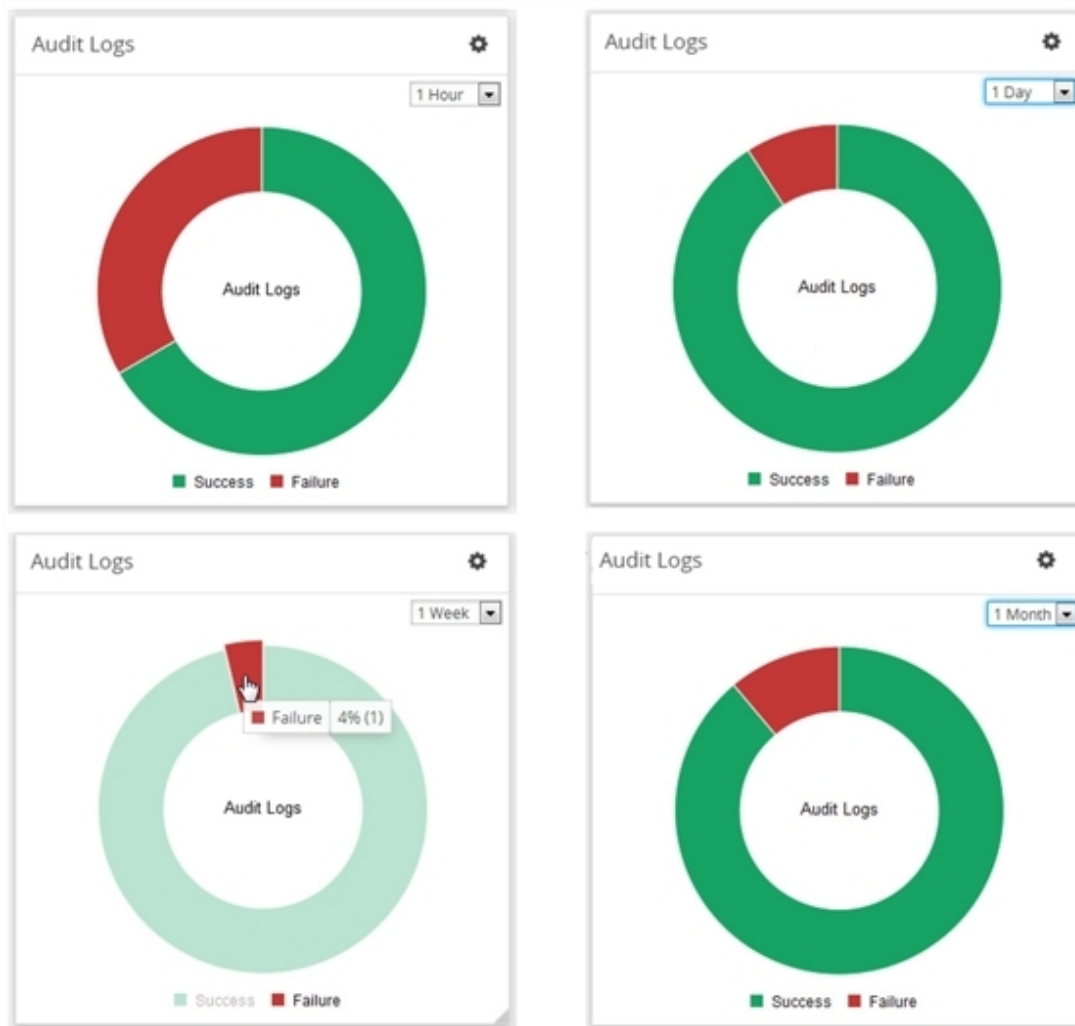 Audit Logs
1 Hour
Audit Logs
Success Failure
Audit Logs
1 Day
Audit Logs
Success Failure
Audit Logs
1 Week
Failure 4% (1)
Audit Logs
Success Failure
Audit Logs
1 Month
Audit Logs
Success Failure